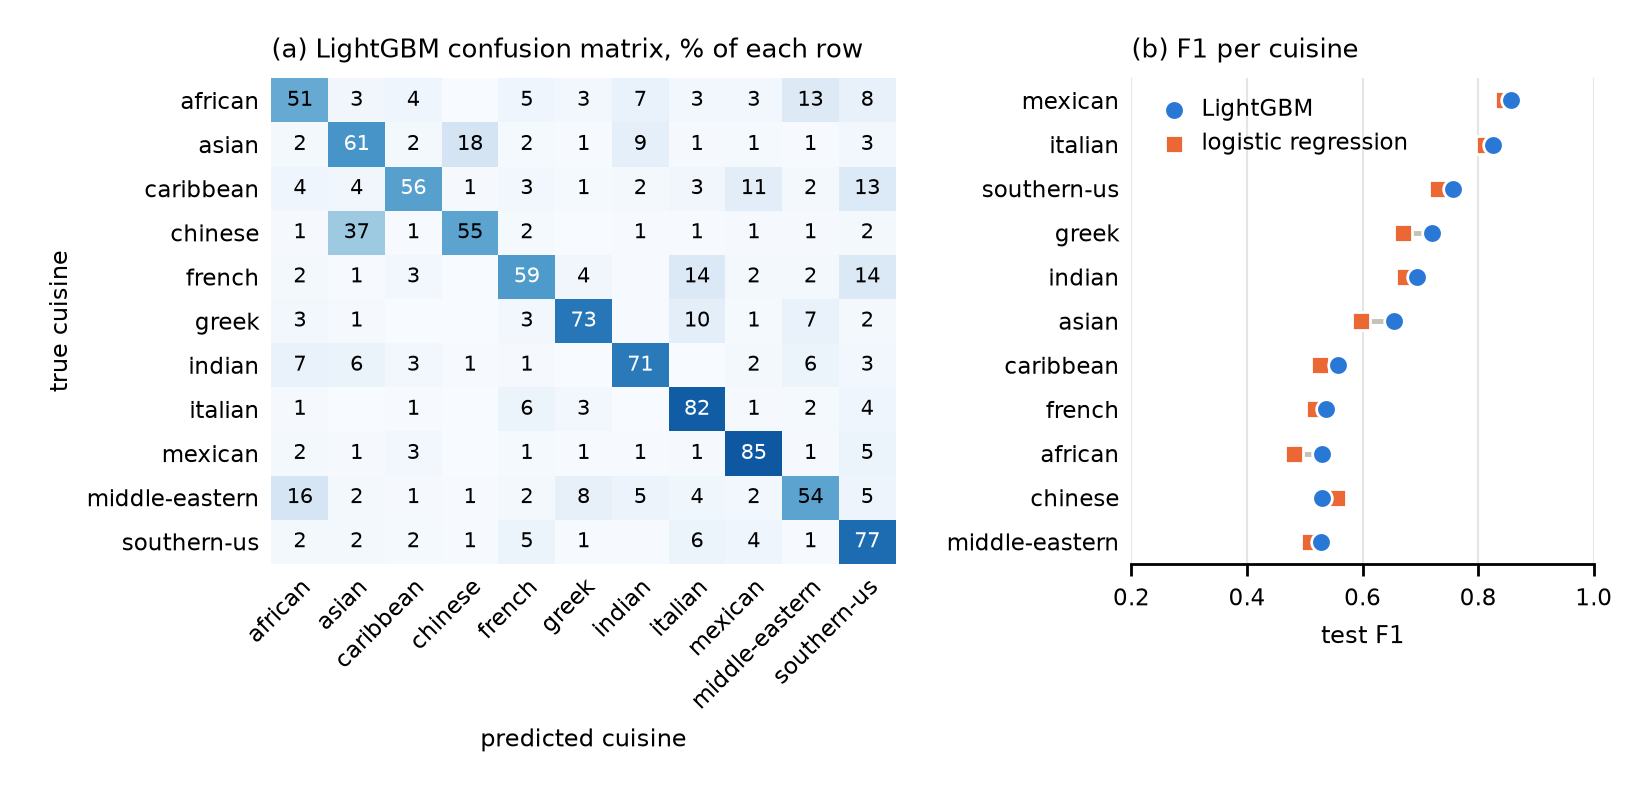 (a) LightGBM confusion matrix, % of each row
true cuisine
african 51 3 4 5 3 7 3 3 13 8
asian 2 61 2 18 2 1 9 1 1 1 3
caribbean 4 4 56 1 3 1 2 3 11 2 13
chinese 1 37 1 55 2 1 1 1 1 2
french 2 1 3 59 4 14 2 2 14
greek 3 1 3 73 10 1 7 2
indian 7 6 3 1 1 71 2 6 3
italian 1 1 6 3 82 1 2 4
mexican 2 1 3 1 1 1 1 85 1 5
middle-eastern 16 2 1 1 2 8 5 4 2 54 5
southern-us 2 2 2 1 5 1 6 4 1 77
african asian caribbean chinese french greek indian italian mexican middle-eastern southern-us
predicted cuisine
(b) F1 per cuisine
LightGBM
logistic regression
mexican
italian
southern-us
greek
indian
asian
caribbean
french
african
chinese
middle-eastern
0.2 0.4 0.6 0.8 1.0
test F1